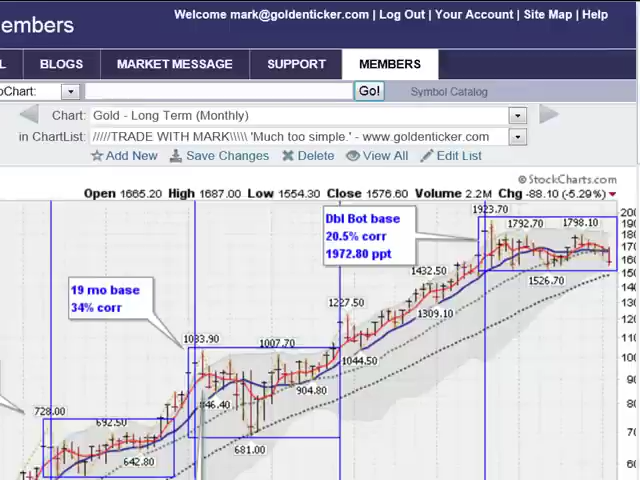 Welcome mark@goldenticker.com | Log Out | Your Account | Site Map | Help
embers
L BLOGS MARKET MESSAGE SUPPORT MEMBERS
oChart: Go! Symbol Catalog
Chart: Gold - Long Term (Monthly)
in ChartList: /////TRADE WITH MARK\\\\\ 'Much too simple.' - www.goldenticker.com
Add New Save Changes Delete View All Edit List
© StockCharts.com
Open 1665.20 High 1687.00 Low 1554.30 Close 1576.60 Volume 2.2M Chg -88.10 (-5.29%)
1923.70
Dbl Bot base
20.5% corr
1972.80 ppt
1792.70 1798.10
1432.50
1526.70
19 mo base
34% corr
1227.50
1309.10
1033.90
1007.70
1044.50
904.80
728.00
692.50
681.00
642.80